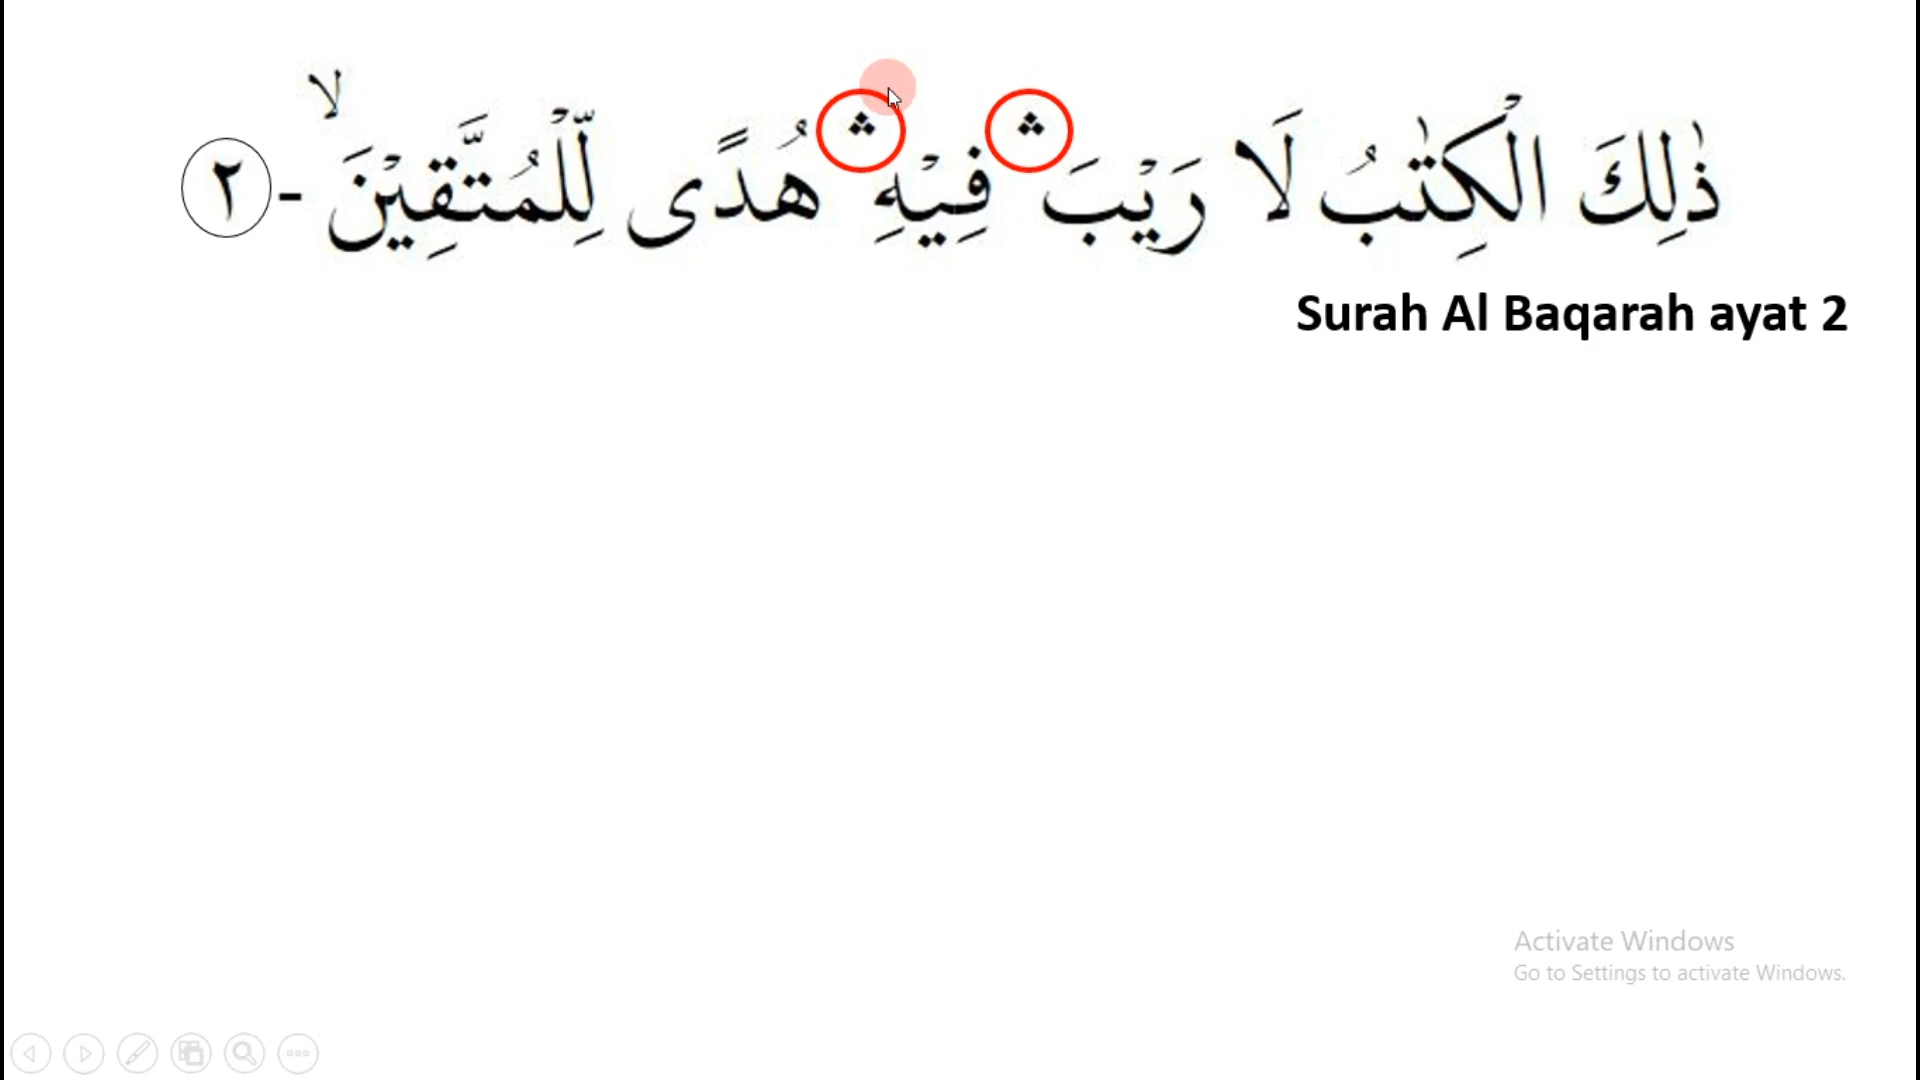 ذٰلِكَ الْكِتٰبُ لَا رَيْبَ ۛ فِيْهِ ۛ هُدًى لِّلْمُتَّقِيْنَۙ - ٢
Surah Al Baqarah ayat 2
Activate Windows
Go to Settings to activate Windows.